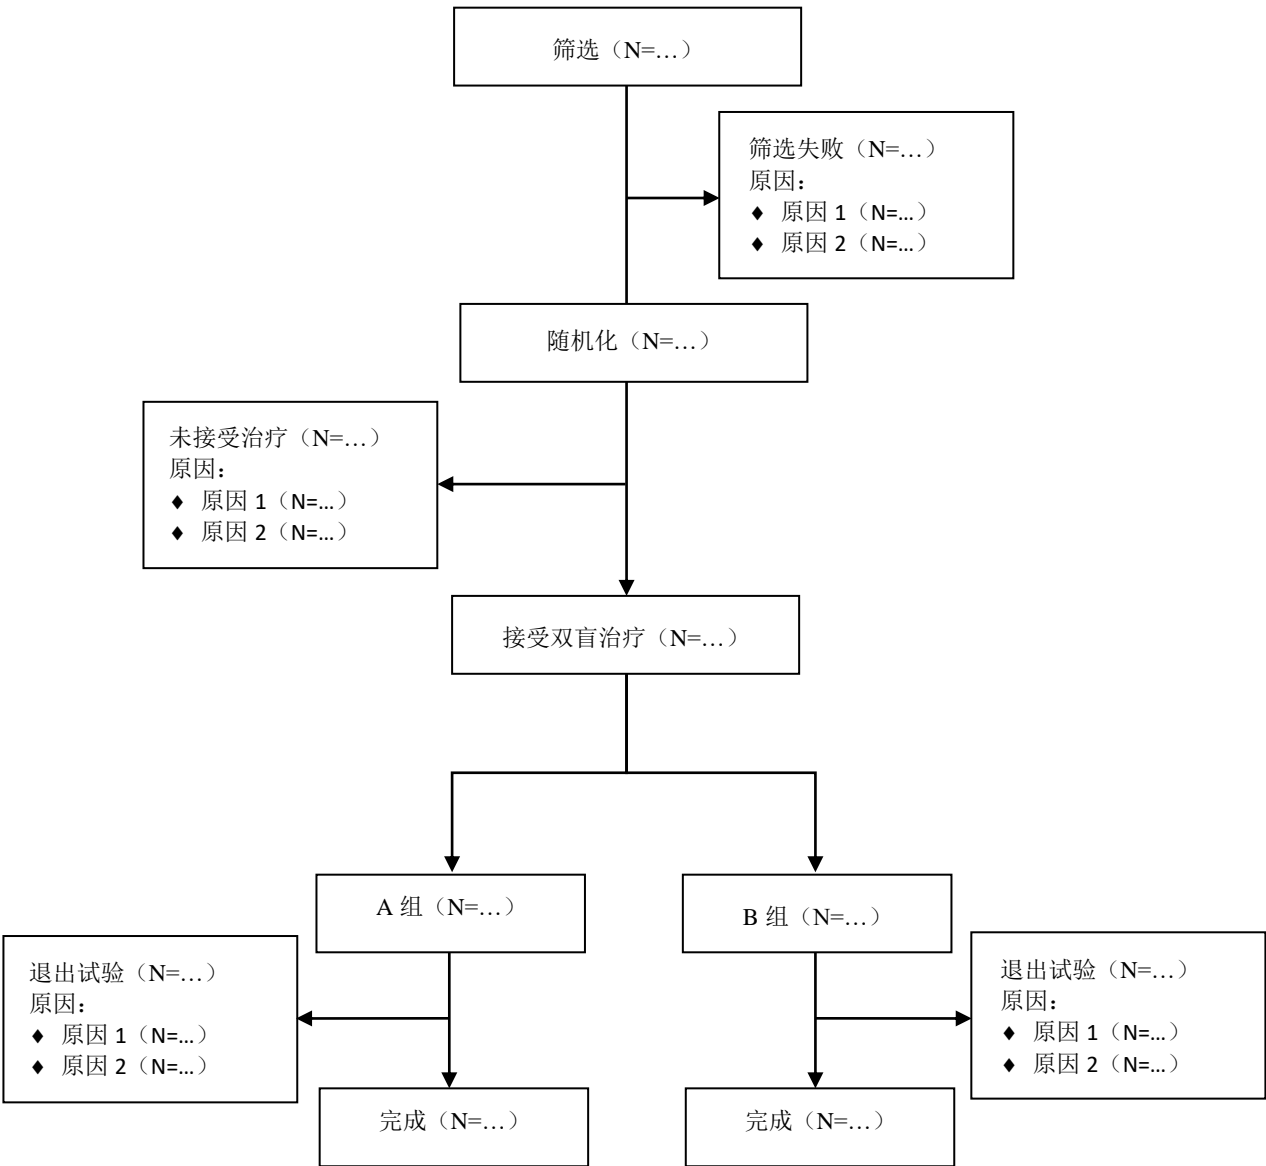 筛选（N=…）
筛选失败（N=…）
原因：
♦ 原因 1（N=…）
♦ 原因 2（N=…）
随机化（N=…）
未接受治疗（N=…）
原因：
♦ 原因 1（N=…）
♦ 原因 2（N=…）
接受双盲治疗（N=…）
A 组（N=…）
B 组（N=…）
退出试验（N=…）
原因：
♦ 原因 1（N=…）
♦ 原因 2（N=…）
退出试验（N=…）
原因：
♦ 原因 1（N=…）
♦ 原因 2（N=…）
完成（N=…）
完成（N=…）